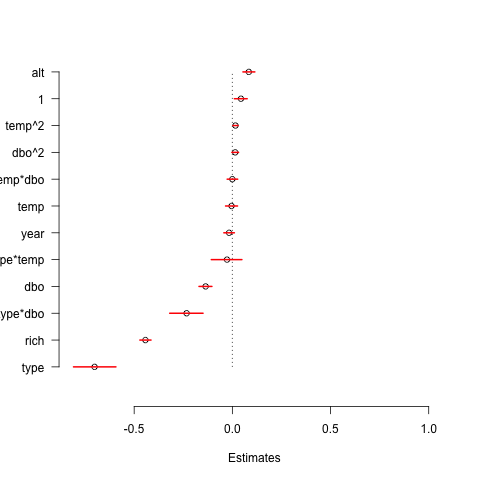 alt
1
temp^2
dbo^2
emp*dbo
temp
year
pe*temp
dbo
ype*dbo
rich
type
-0.5 0.0 0.5 1.0
Estimates